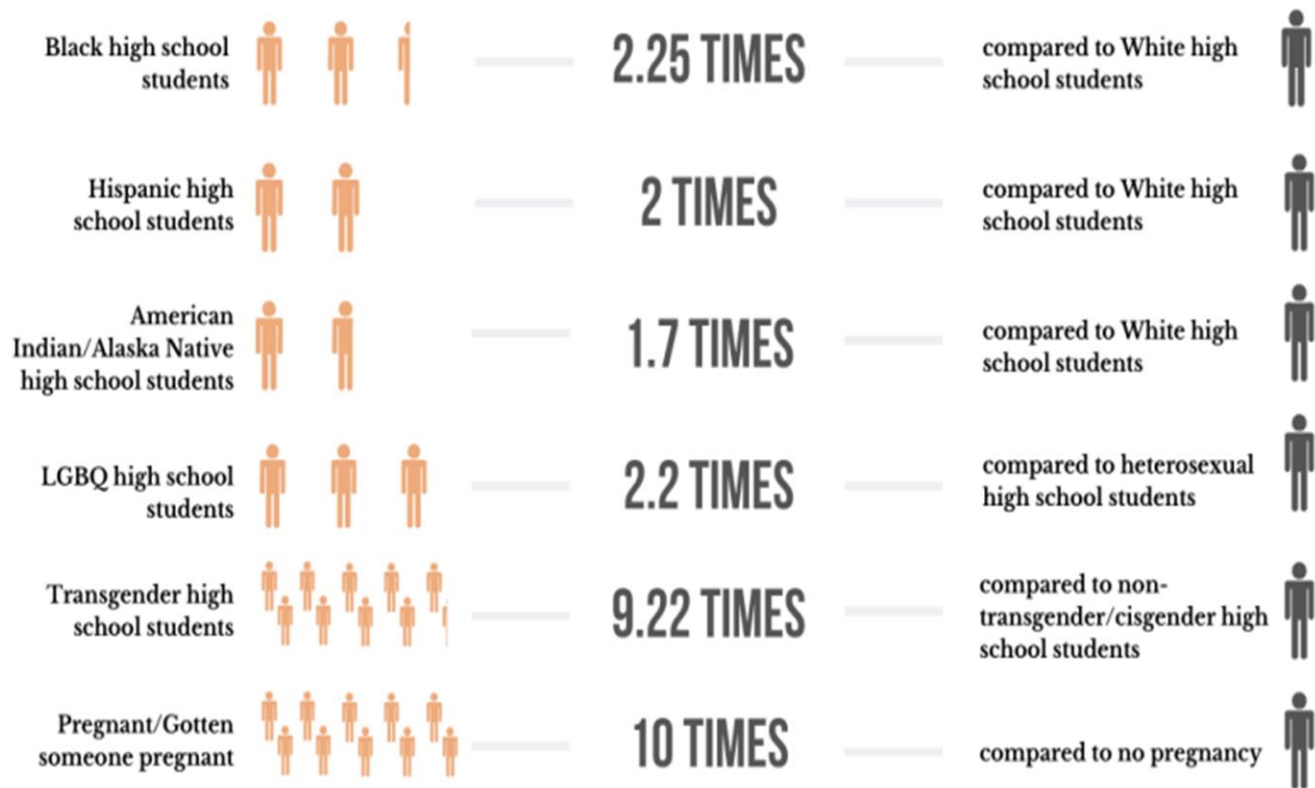 Black high school
students
2.25 TIMES
compared to White high
school students
Hispanic high
school students
2 TIMES
compared to White high
school students
American
Indian/Alaska Native
high school students
1.7 TIMES
compared to White high
school students
LGBQ high school
students
2.2 TIMES
compared to heterosexual
high school students
Transgender high
school students
9.22 TIMES
compared to non-
transgender/cisgender high
school students
Pregnant/Gotten
someone pregnant
10 TIMES
compared to no pregnancy